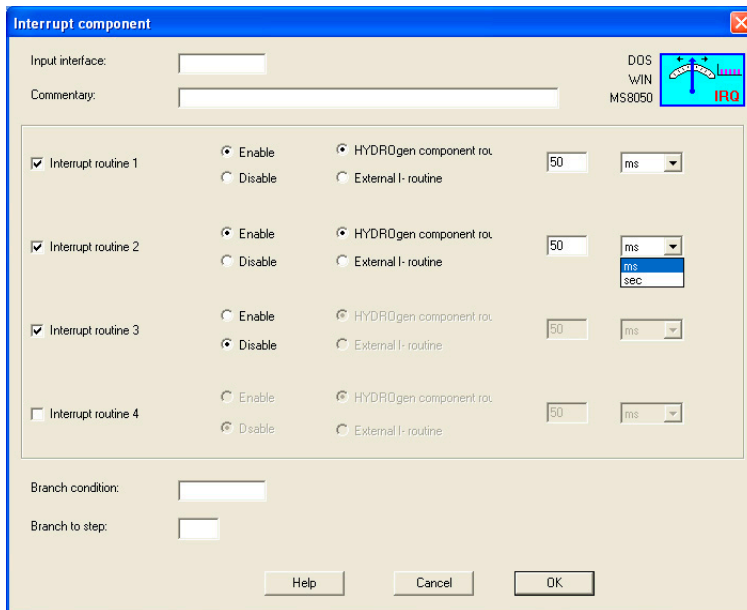 Interrupt component
Input interface:
DOS
WIN
MS8050
IRQ
Commentary:
Interrupt routine 1
Enable
Disable
HYDROgen component rou
External I- routine
50
ms
Interrupt routine 2
Enable
Disable
HYDROgen component rou
External I- routine
50
ms
ms
sec
Interrupt routine 3
Enable
Disable
HYDROgen component rou
External I- routine
50
ms
Interrupt routine 4
Enable
Dsable
HYDROgen component rou
External I- routine
50
ms
Branch condition:
Branch to step:
Help
Cancel
OK